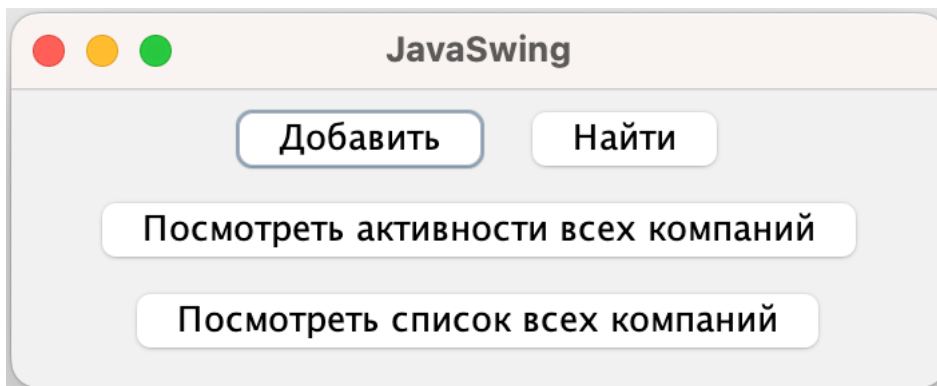 JavaSwing
Добавить Найти
Посмотреть активности всех компаний
Посмотреть список всех компаний